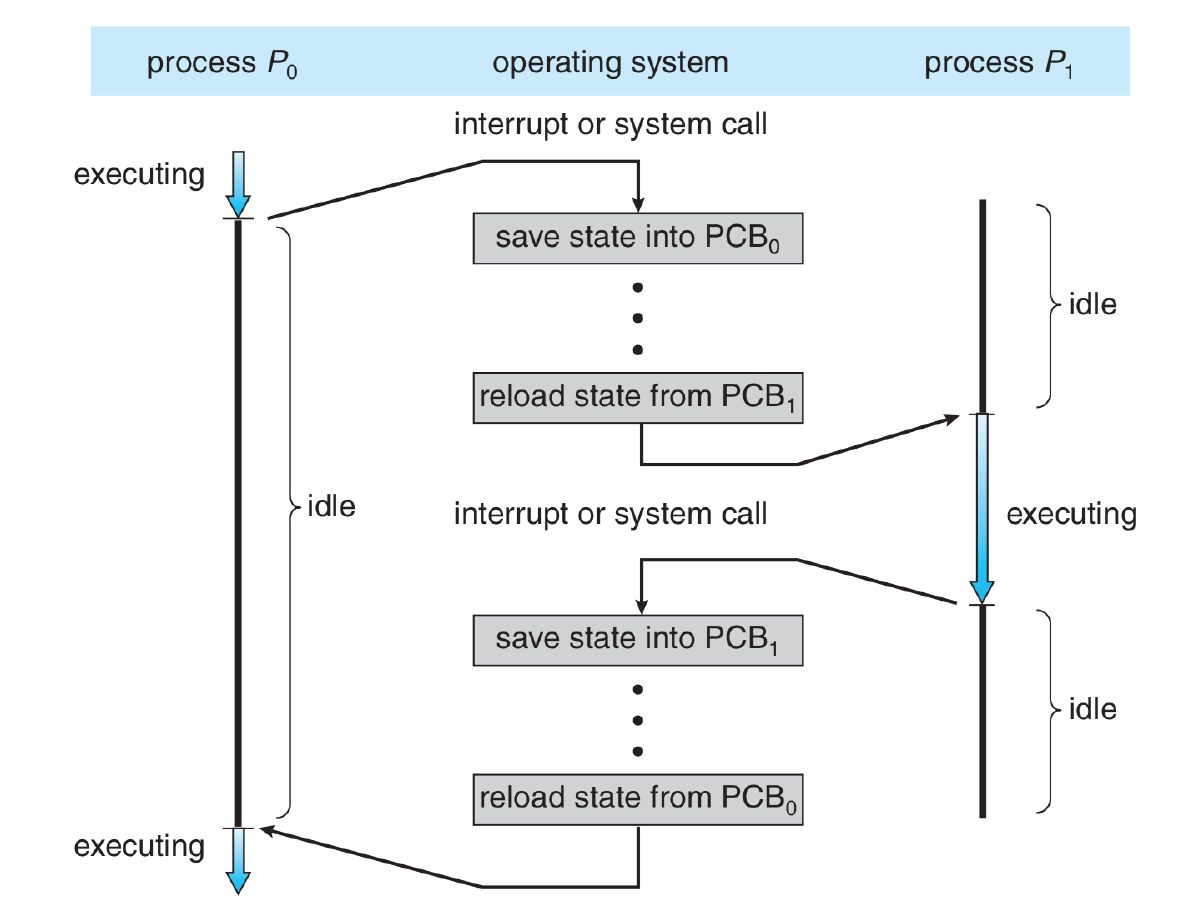 process P₀ operating system process P₁
interrupt or system call
executing
save state into PCB₀
idle
reload state from PCB₁
idle
interrupt or system call
executing
save state into PCB₁
idle
reload state from PCB₀
executing